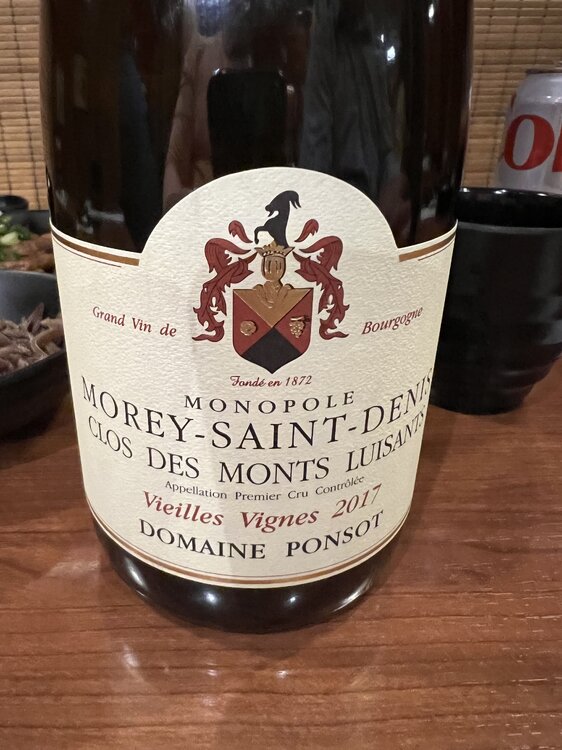 Grand Vin de Bourgogne
Fondé en 1872
MONOPOLE
MOREY-SAINT-DENIS
CLOS DES MONTS LUISANTS
Appellation Premier Cru Contrôlée
Vieilles Vignes 2017
DOMAINE PONSOT